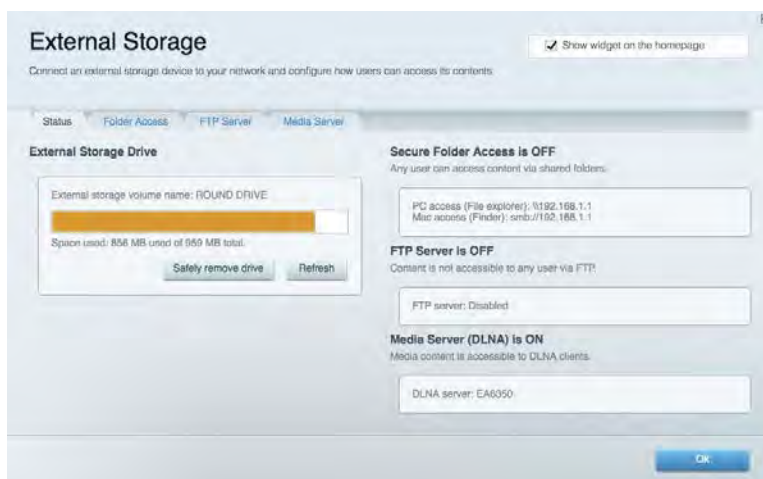 External Storage
Show widget on the homepage
Connect an external storage device to your network and configure how users can access its contents.
Status
Folder Access
FTP Server
Media Server
External Storage Drive
External storage volume name: ROUND DRIVE
Space used: 856 MB used of 959 MB total.
Safely remove drive
Refresh
Secure Folder Access is OFF
Any user can access content via shared folders.
PC access (File explorer): \\192.168.1.1
Mac access (Finder): smb://192.168.1.1
FTP Server is OFF
Content is not accessible to any user via FTP.
FTP server: Disabled
Media Server (DLNA) is ON
Media content is accessible to DLNA clients.
DLNA server: EA6350
Ok